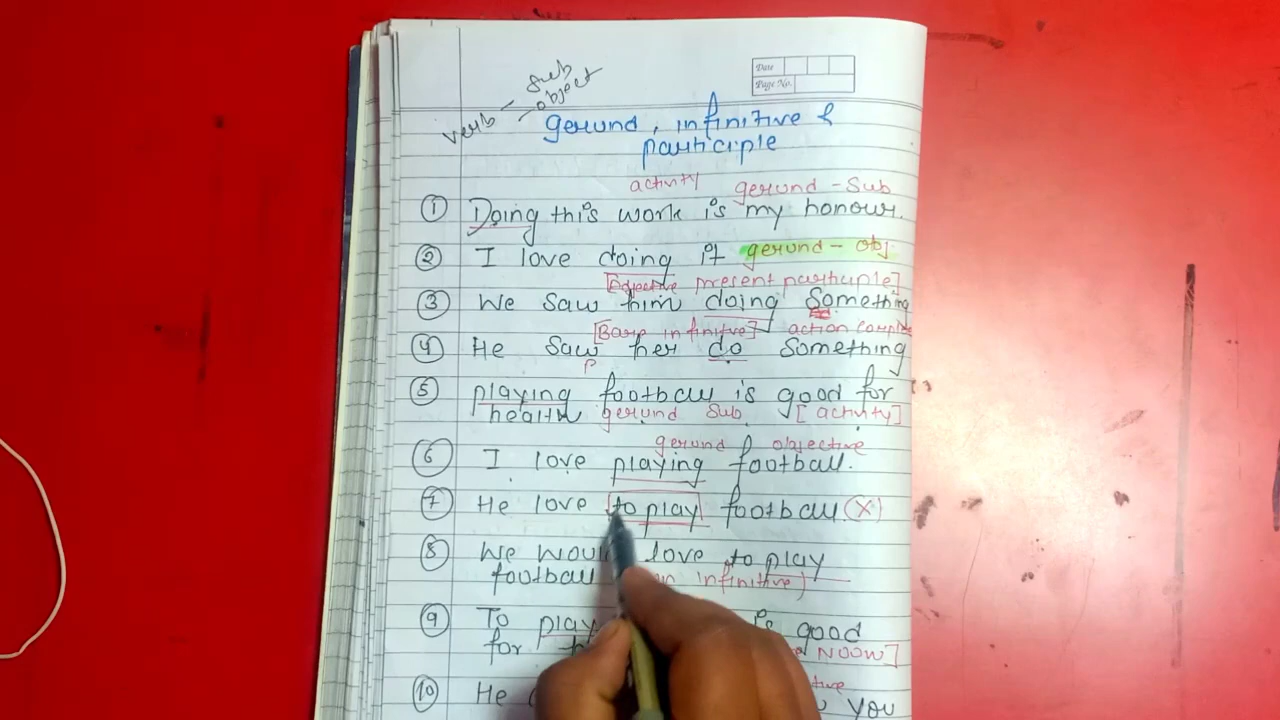 Date
Page No.
verb - sub
- object
gerund, infinitive &
participle
activity gerund - Sub
① Doing this work is my honour.
② I love doing it gerund - obj
[Adjective present participle]
③ We saw him doing Something
[Bare infinitive] action
④ He saw her do something
P
⑤ playing football is good for
health gerund sub [activity]
gerund objective
⑥ I love playing football.
⑦ He love to play football. (X)
⑧ We love to play
football infinitive)
⑨ To play is good
for NOOW]
⑩ He you